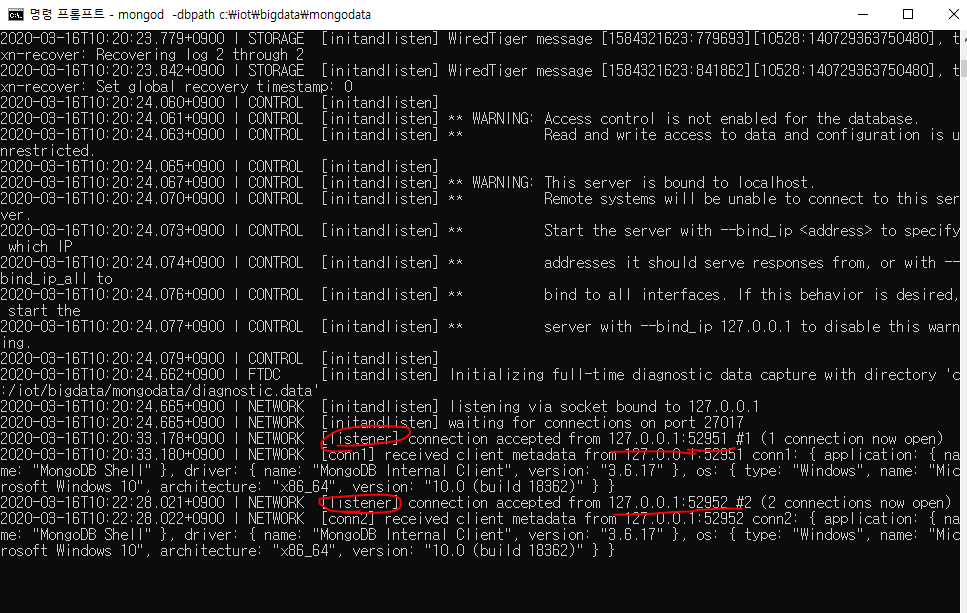 명령 프롬프트 - mongod -dbpath c:\iot\bigdata\mongodata
2020-03-16T10:20:23.779+0900 I STORAGE  [initandlisten] WiredTiger message [1584321623:779693][10528:140729363750480], t
xn-recover: Recovering log 2 through 2
2020-03-16T10:20:23.842+0900 I STORAGE  [initandlisten] WiredTiger message [1584321623:841862][10528:140729363750480], t
xn-recover: Set global recovery timestamp: 0
2020-03-16T10:20:24.060+0900 I CONTROL  [initandlisten]
2020-03-16T10:20:24.061+0900 I CONTROL  [initandlisten] ** WARNING: Access control is not enabled for the database.
2020-03-16T10:20:24.063+0900 I CONTROL  [initandlisten] **          Read and write access to data and configuration is u
nrestricted.
2020-03-16T10:20:24.065+0900 I CONTROL  [initandlisten]
2020-03-16T10:20:24.067+0900 I CONTROL  [initandlisten] ** WARNING: This server is bound to localhost.
2020-03-16T10:20:24.070+0900 I CONTROL  [initandlisten] **          Remote systems will be unable to connect to this ser
ver.
2020-03-16T10:20:24.073+0900 I CONTROL  [initandlisten] **          Start the server with --bind_ip <address> to specify
 which IP
2020-03-16T10:20:24.074+0900 I CONTROL  [initandlisten] **          addresses it should serve responses from, or with --
bind_ip_all to
2020-03-16T10:20:24.076+0900 I CONTROL  [initandlisten] **          bind to all interfaces. If this behavior is desired,
 start the
2020-03-16T10:20:24.077+0900 I CONTROL  [initandlisten] **          server with --bind_ip 127.0.0.1 to disable this warn
ing.
2020-03-16T10:20:24.079+0900 I CONTROL  [initandlisten]
2020-03-16T10:20:24.662+0900 I FTDC     [initandlisten] Initializing full-time diagnostic data capture with directory 'c
:/iot/bigdata/mongodata/diagnostic.data'
2020-03-16T10:20:24.665+0900 I NETWORK  [initandlisten] listening via socket bound to 127.0.0.1
2020-03-16T10:20:24.665+0900 I NETWORK  [initandlisten] waiting for connections on port 27017
2020-03-16T10:20:33.178+0900 I NETWORK  [listener] connection accepted from 127.0.0.1:52951 #1 (1 connection now open)
2020-03-16T10:20:33.180+0900 I NETWORK  [conn1] received client metadata from 127.0.0.1:52951 conn1: { application: { na
me: "MongoDB Shell" }, driver: { name: "MongoDB Internal Client", version: "3.6.17" }, os: { type: "Windows", name: "Mic
rosoft Windows 10", architecture: "x86_64", version: "10.0 (build 18362)" } }
2020-03-16T10:22:28.021+0900 I NETWORK  [listener] connection accepted from 127.0.0.1:52952 #2 (2 connections now open)
2020-03-16T10:22:28.022+0900 I NETWORK  [conn2] received client metadata from 127.0.0.1:52952 conn2: { application: { na
me: "MongoDB Shell" }, driver: { name: "MongoDB Internal Client", version: "3.6.17" }, os: { type: "Windows", name: "Mic
rosoft Windows 10", architecture: "x86_64", version: "10.0 (build 18362)" } }